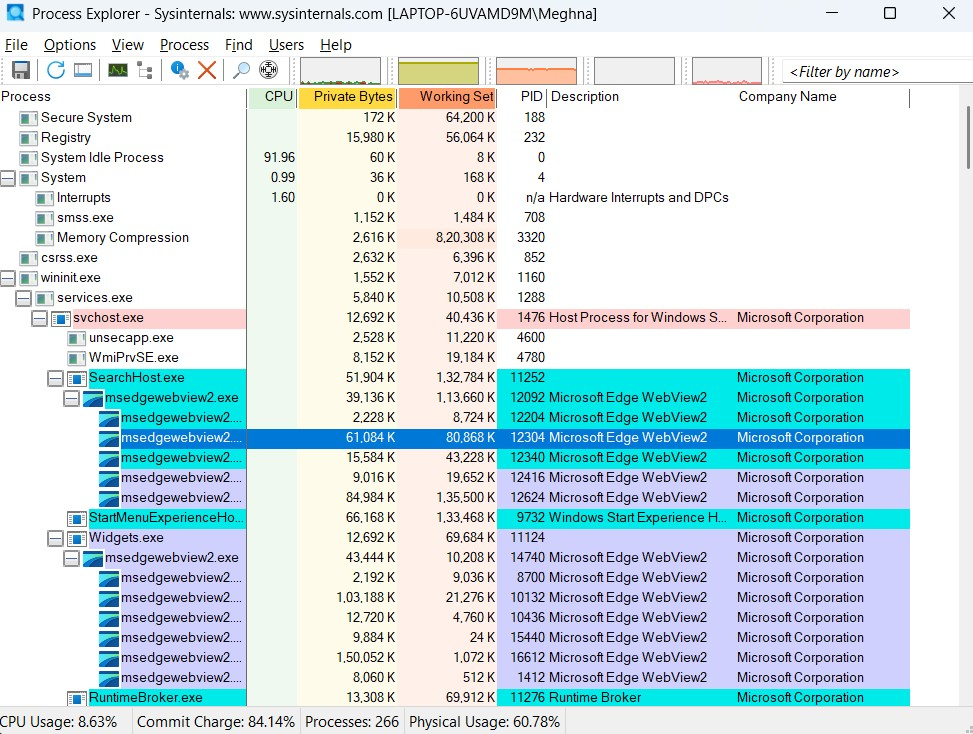 Process Explorer - Sysinternals: www.sysinternals.com [LAPTOP-6UVAMD9M\Meghna]
File Options View Process Find Users Help
<Filter by name>
Process CPU Private Bytes Working Set PID Description Company Name
Secure System 172 K 64,200 K 188
Registry 15,980 K 56,064 K 232
System Idle Process 91.96 60 K 8 K 0
System 0.99 36 K 168 K 4
Interrupts 1.60 0 K 0 K n/a Hardware Interrupts and DPCs
smss.exe 1,152 K 1,484 K 708
Memory Compression 2,616 K 8,20,308 K 3320
csrss.exe 2,632 K 6,396 K 852
wininit.exe 1,552 K 7,012 K 1160
services.exe 5,840 K 10,508 K 1288
svchost.exe 12,692 K 40,436 K 1476 Host Process for Windows S... Microsoft Corporation
unsecapp.exe 2,528 K 11,220 K 4600
WmiPrvSE.exe 8,152 K 19,184 K 4780
SearchHost.exe 51,904 K 1,32,784 K 11252 Microsoft Corporation
msedgewebview2.exe 39,136 K 1,13,660 K 12092 Microsoft Edge WebView2 Microsoft Corporation
msedgewebview2.... 2,228 K 8,724 K 12204 Microsoft Edge WebView2 Microsoft Corporation
msedgewebview2.... 61,084 K 80,868 K 12304 Microsoft Edge WebView2 Microsoft Corporation
msedgewebview2.... 15,584 K 43,228 K 12340 Microsoft Edge WebView2 Microsoft Corporation
msedgewebview2.... 9,016 K 19,652 K 12416 Microsoft Edge WebView2 Microsoft Corporation
msedgewebview2.... 84,984 K 1,35,500 K 12624 Microsoft Edge WebView2 Microsoft Corporation
StartMenuExperienceHo... 66,168 K 1,33,468 K 9732 Windows Start Experience H... Microsoft Corporation
Widgets.exe 12,692 K 69,684 K 11124 Microsoft Corporation
msedgewebview2.exe 43,444 K 10,208 K 14740 Microsoft Edge WebView2 Microsoft Corporation
msedgewebview2.... 2,192 K 9,036 K 8700 Microsoft Edge WebView2 Microsoft Corporation
msedgewebview2.... 1,03,188 K 21,276 K 10132 Microsoft Edge WebView2 Microsoft Corporation
msedgewebview2.... 12,720 K 4,760 K 10436 Microsoft Edge WebView2 Microsoft Corporation
msedgewebview2.... 9,884 K 24 K 15440 Microsoft Edge WebView2 Microsoft Corporation
msedgewebview2.... 1,50,052 K 1,072 K 16612 Microsoft Edge WebView2 Microsoft Corporation
msedgewebview2.... 8,060 K 512 K 1412 Microsoft Edge WebView2 Microsoft Corporation
RuntimeBroker.exe 13,308 K 69,912 K 11276 Runtime Broker Microsoft Corporation
CPU Usage: 8.63% Commit Charge: 84.14% Processes: 266 Physical Usage: 60.78%